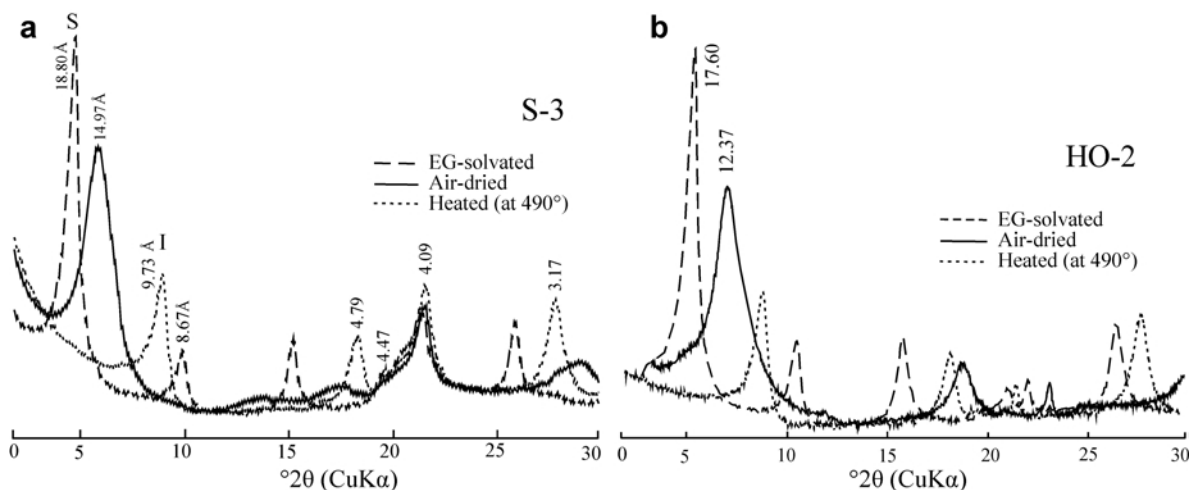 a
S
18.80 Å
14.97Å
S-3
EG-solvated
Air-dried
Heated (at 490°)
9.73 Å I
8.67Å
4.79
4.47
4.09
3.17
0 5 10 15 20 25 30
°2θ (CuKα)
b
17.60
12.37
HO-2
EG-solvated
Air-dried
Heated (at 490°)
0 5 10 15 20 25 30
°2θ (CuKα)